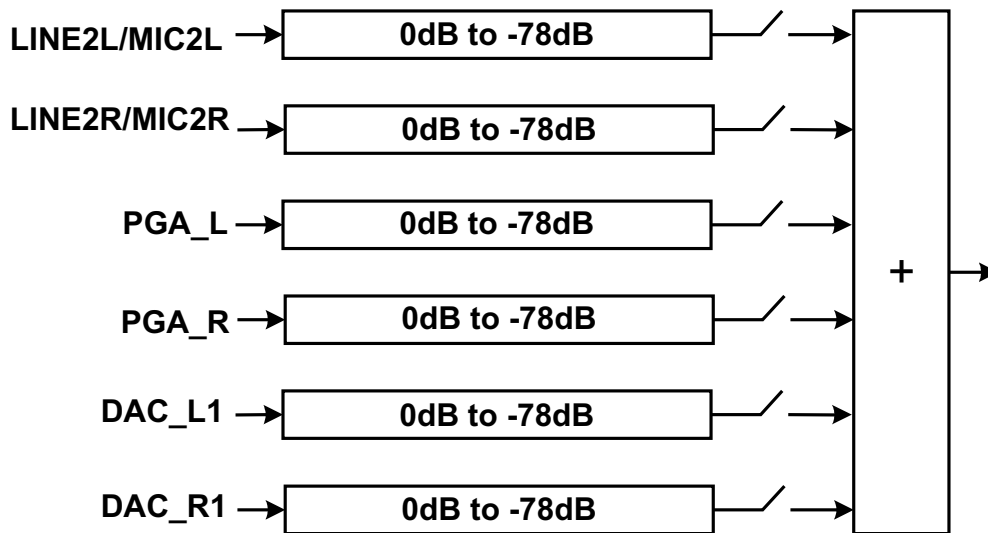 LINE2L/MIC2L
0dB to -78dB
LINE2R/MIC2R
0dB to -78dB
PGA_L
0dB to -78dB
+
PGA_R
0dB to -78dB
DAC_L1
0dB to -78dB
DAC_R1
0dB to -78dB